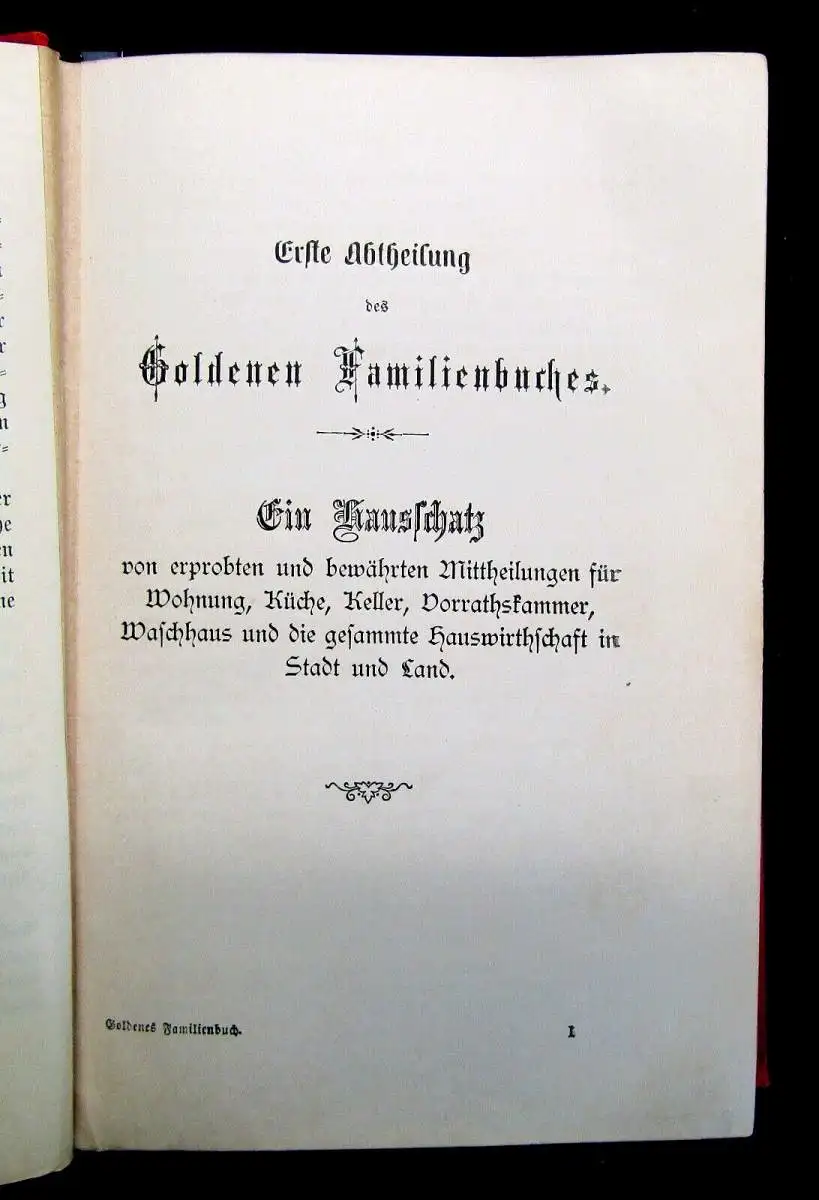 Erste Abtheilung
des
Goldenen Familienbuches.
Ein Hausschatz
von erprobten und bewährten Mittheilungen für
Wohnung, Küche, Keller, Vorrathskammer,
Waschhaus und die gesammte Hauswirthschaft in
Stadt und Land.
Goldenes Familienbuch. 1